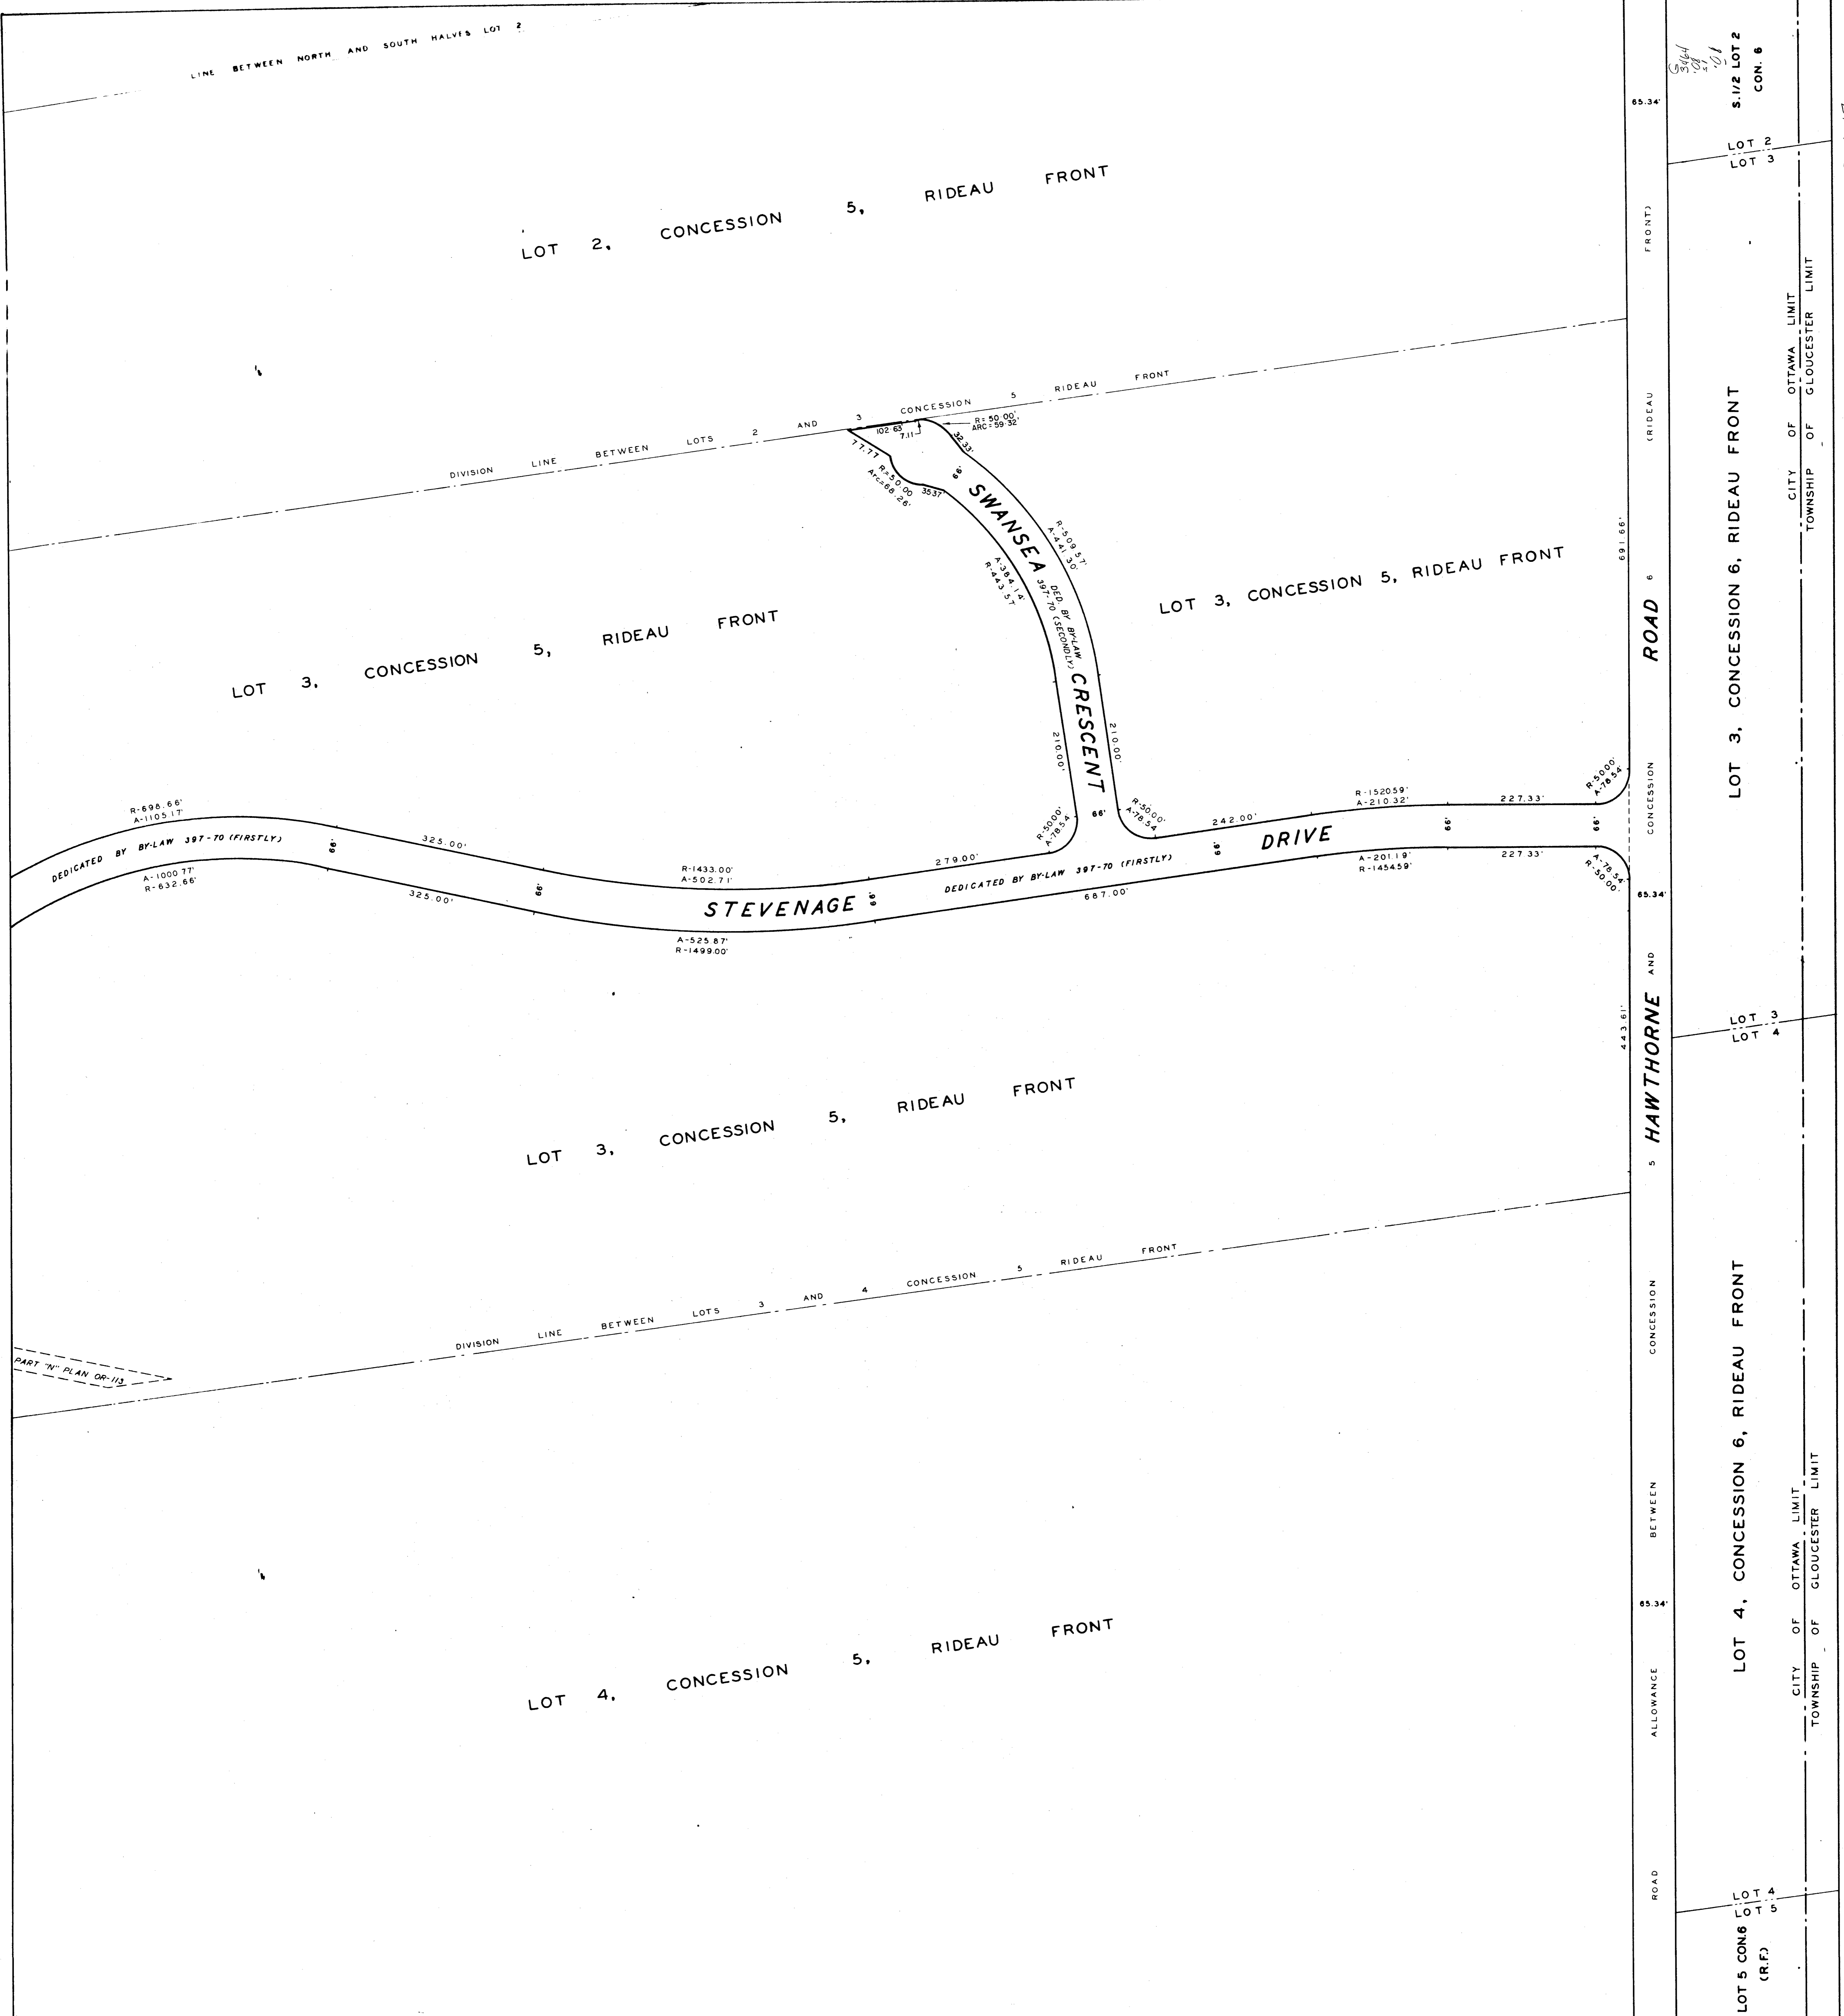 LINE BETWEEN NORTH AND SOUTH HALVES LOT 2
LOT 2, CONCESSION 5, RIDEAU FRONT
DIVISION LINE BETWEEN LOTS 2 AND 3 CONCESSION 5 RIDEAU FRONT
102.63
7.11
R=50.00'
ARC=59.32'
32.33'
77.77
R=50.00
Arc=68.26'
35.37
66'
SWANSEA CRESCENT
DED. BY BY-LAW
397-70 (SECONDLY)
R-509.57'
A-441.30'
A-384.14'
R-443.57
210.00'
210.00'
LOT 3, CONCESSION 5, RIDEAU FRONT
LOT 3, CONCESSION 5, RIDEAU FRONT
R-698.66'
A-1105.17'
DEDICATED BY BY-LAW 397-70 (FIRSTLY)
A-1000.77'
R-632.66'
66'
325.00'
325.00'
66'
R-1433.00'
A-502.71'
STEVENAGE DRIVE
A-525.87'
R-1499.00'
66'
279.00'
R-50.00'
A-78.54'
66'
R-50.00'
A-78.54
DEDICATED BY BY-LAW 397-70 (FIRSTLY)
687.00'
242.00'
66'
R-1520.59'
A-210.32'
A-201.19'
R-1454.59'
66'
227.33'
227.33'
66'
R-50.00'
A-78.54'
A-78.54'
R-50.00'
LOT 3, CONCESSION 5, RIDEAU FRONT
DIVISION LINE BETWEEN LOTS 3 AND 4 CONCESSION 5 RIDEAU FRONT
PART "N" PLAN OR-113
LOT 4, CONCESSION 5, RIDEAU FRONT
65.34'
691.66'
65.34'
443.61'
65.34'
HAWTHORNE ROAD
ROAD ALLOWANCE BETWEEN CONCESSION 5 AND CONCESSION 6 (RIDEAU FRONT)
S.1/2 LOT 2
CON. 6
LOT 2
LOT 3
LOT 3, CONCESSION 6, RIDEAU FRONT
CITY OF OTTAWA LIMIT
TOWNSHIP OF GLOUCESTER LIMIT
LOT 3
LOT 4
LOT 4, CONCESSION 6, RIDEAU FRONT
CITY OF OTTAWA LIMIT
TOWNSHIP OF GLOUCESTER LIMIT
LOT 4
LOT 5
LOT 5 CON.6
(R.F.)